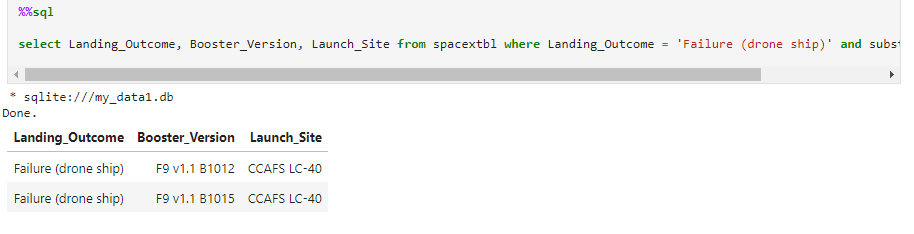 %%sql
select Landing_Outcome, Booster_Version, Launch_Site from spacextbl where Landing_Outcome = 'Failure (drone ship)' and subst
* sqlite:///my_data1.db
Done.
Landing_Outcome Booster_Version Launch_Site
Failure (drone ship) F9 v1.1 B1012 CCAFS LC-40
Failure (drone ship) F9 v1.1 B1015 CCAFS LC-40